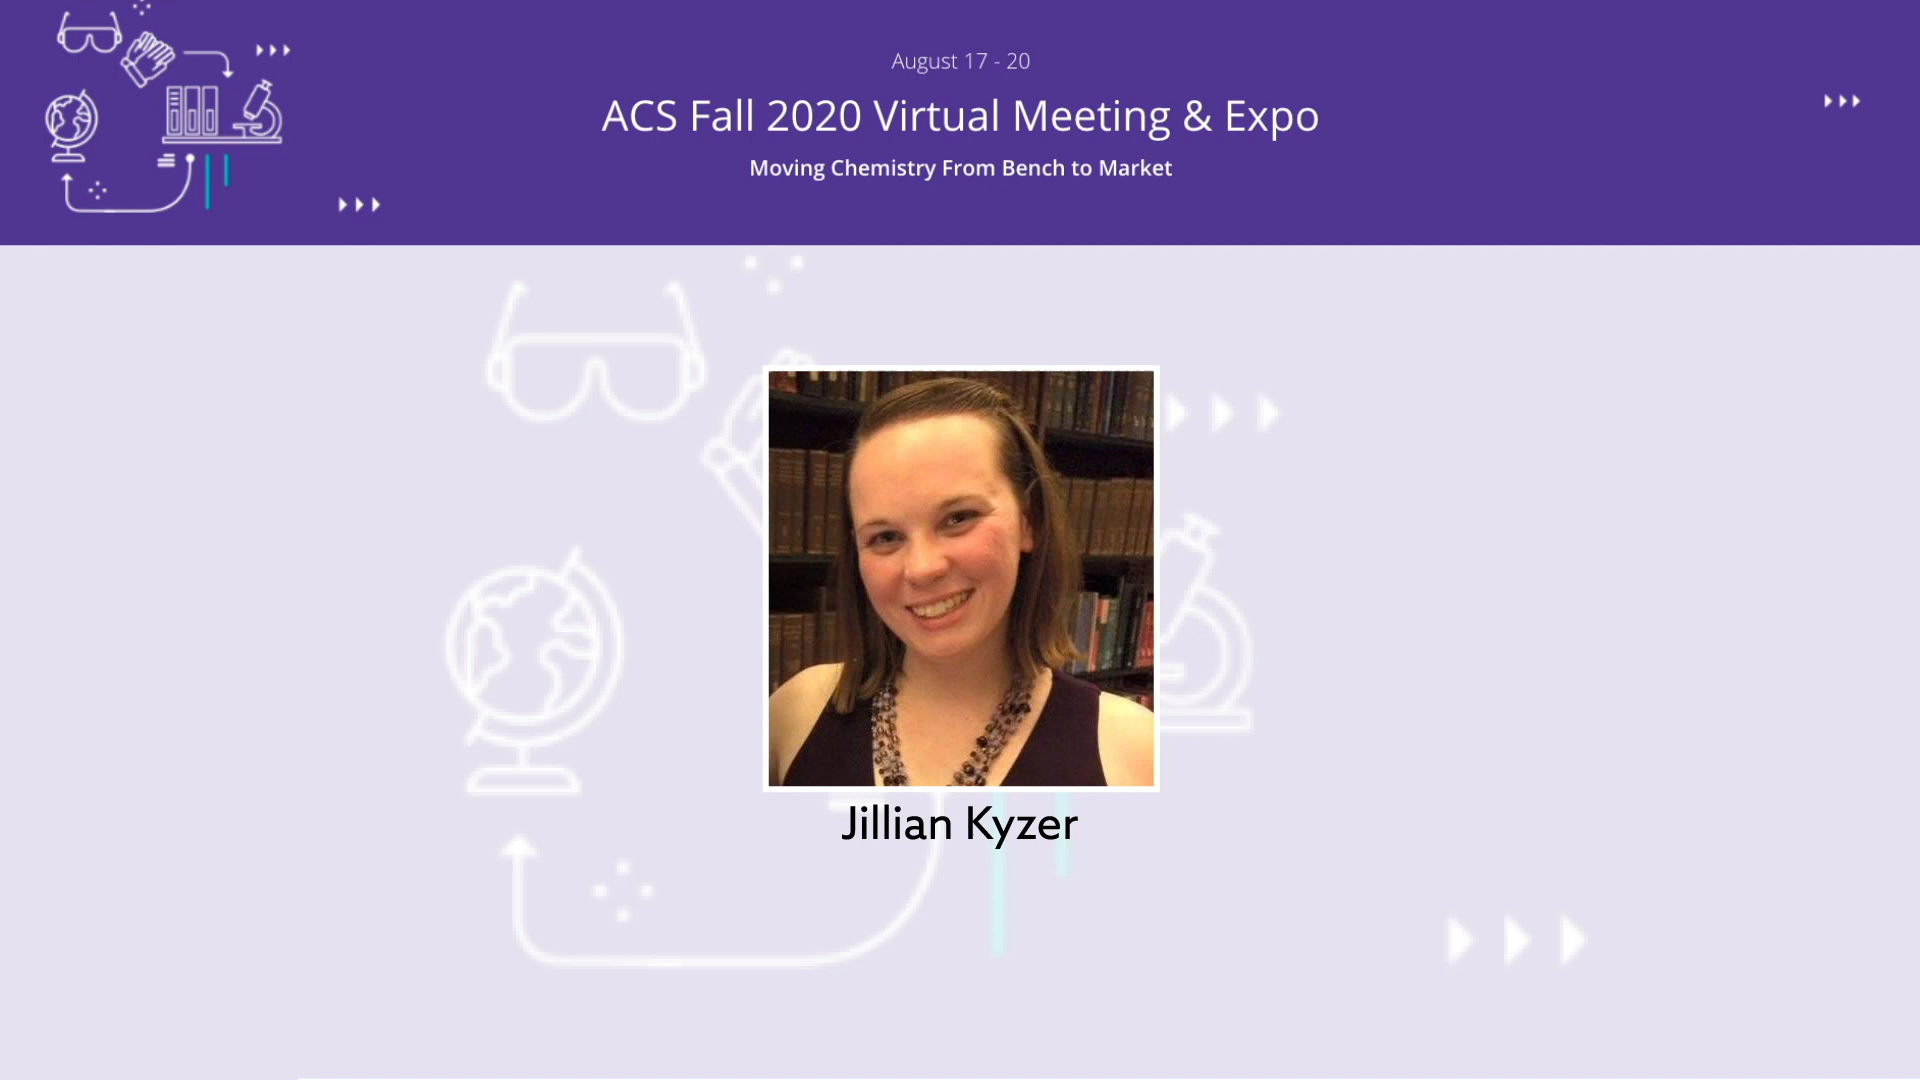 August 17 - 20
ACS Fall 2020 Virtual Meeting & Expo
Moving Chemistry From Bench to Market
Jillian Kyzer